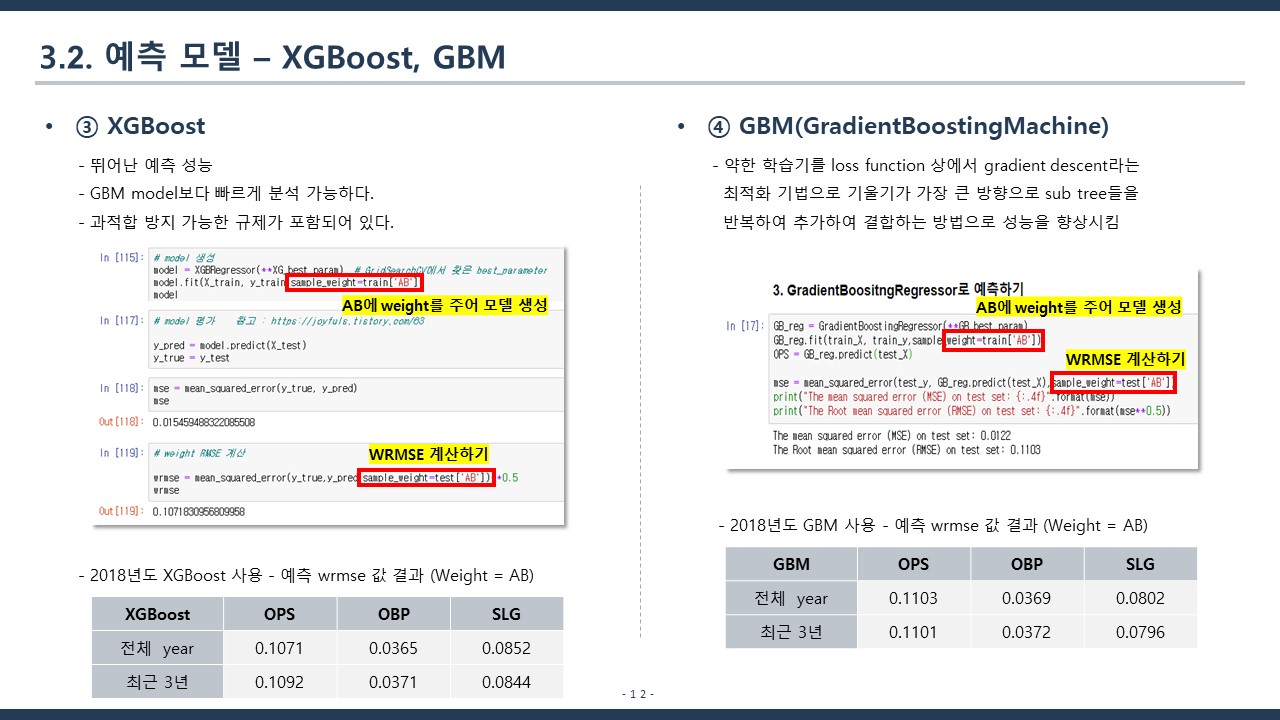 3.2. 예측 모델 – XGBoost, GBM
• ③ XGBoost
- 뛰어난 예측 성능
- GBM model보다 빠르게 분석 가능하다.
- 과적합 방지 가능한 규제가 포함되어 있다.
In [115]: # model 생성
model = XGBRegressor(**XG_best_param) # GridSearchCV에서 찾은 best_parameter
model.fit(X_train, y_train, sample_weight=train['AB']
model
AB에 weight를 주어 모델 생성
In [117]: # model 평가 참고 : https://joyfuls.tistory.com/63
y_pred = model.predict(X_test)
y_true = y_test
In [118]: mse = mean_squared_error(y_true, y_pred)
mse
Out[118]: 0.015459488322085508
In [119]: # weight RMSE 계산
WRMSE 계산하기
wrmse = mean_squared_error(y_true,y_pred sample_weight=test['AB'])**0.5
wrmse
Out[119]: 0.1071830956809958
- 2018년도 XGBoost 사용 - 예측 wrmse 값 결과 (Weight = AB)
XGBoost OPS OBP SLG
전체 year 0.1071 0.0365 0.0852
최근 3년 0.1092 0.0371 0.0844
• ④ GBM(GradientBoostingMachine)
- 약한 학습기를 loss function 상에서 gradient descent라는
최적화 기법으로 기울기가 가장 큰 방향으로 sub tree들을
반복하여 추가하여 결합하는 방법으로 성능을 향상시킴
3. GradientBoositngRegressor로 예측하기
AB에 weight를 주어 모델 생성
In [17]: GB_reg = GradientBoostingRegressor(**GB_best_param)
GB_reg.fit(train_X, train_y,sample_weight=train['AB'])
OPS = GB_reg.predict(test_X)
WRMSE 계산하기
mse = mean_squared_error(test_y, GB_reg.predict(test_X),sample_weight=test['AB'])
print("The mean squared error (MSE) on test set: {:.4f}".format(mse))
print("The Root mean squared error (RMSE) on test set: {:.4f}".format(mse**0.5))
The mean squared error (MSE) on test set: 0.0122
The Root mean squared error (RMSE) on test set: 0.1103
- 2018년도 GBM 사용 - 예측 wrmse 값 결과 (Weight = AB)
GBM OPS OBP SLG
전체 year 0.1103 0.0369 0.0802
최근 3년 0.1101 0.0372 0.0796
- 1 2 -